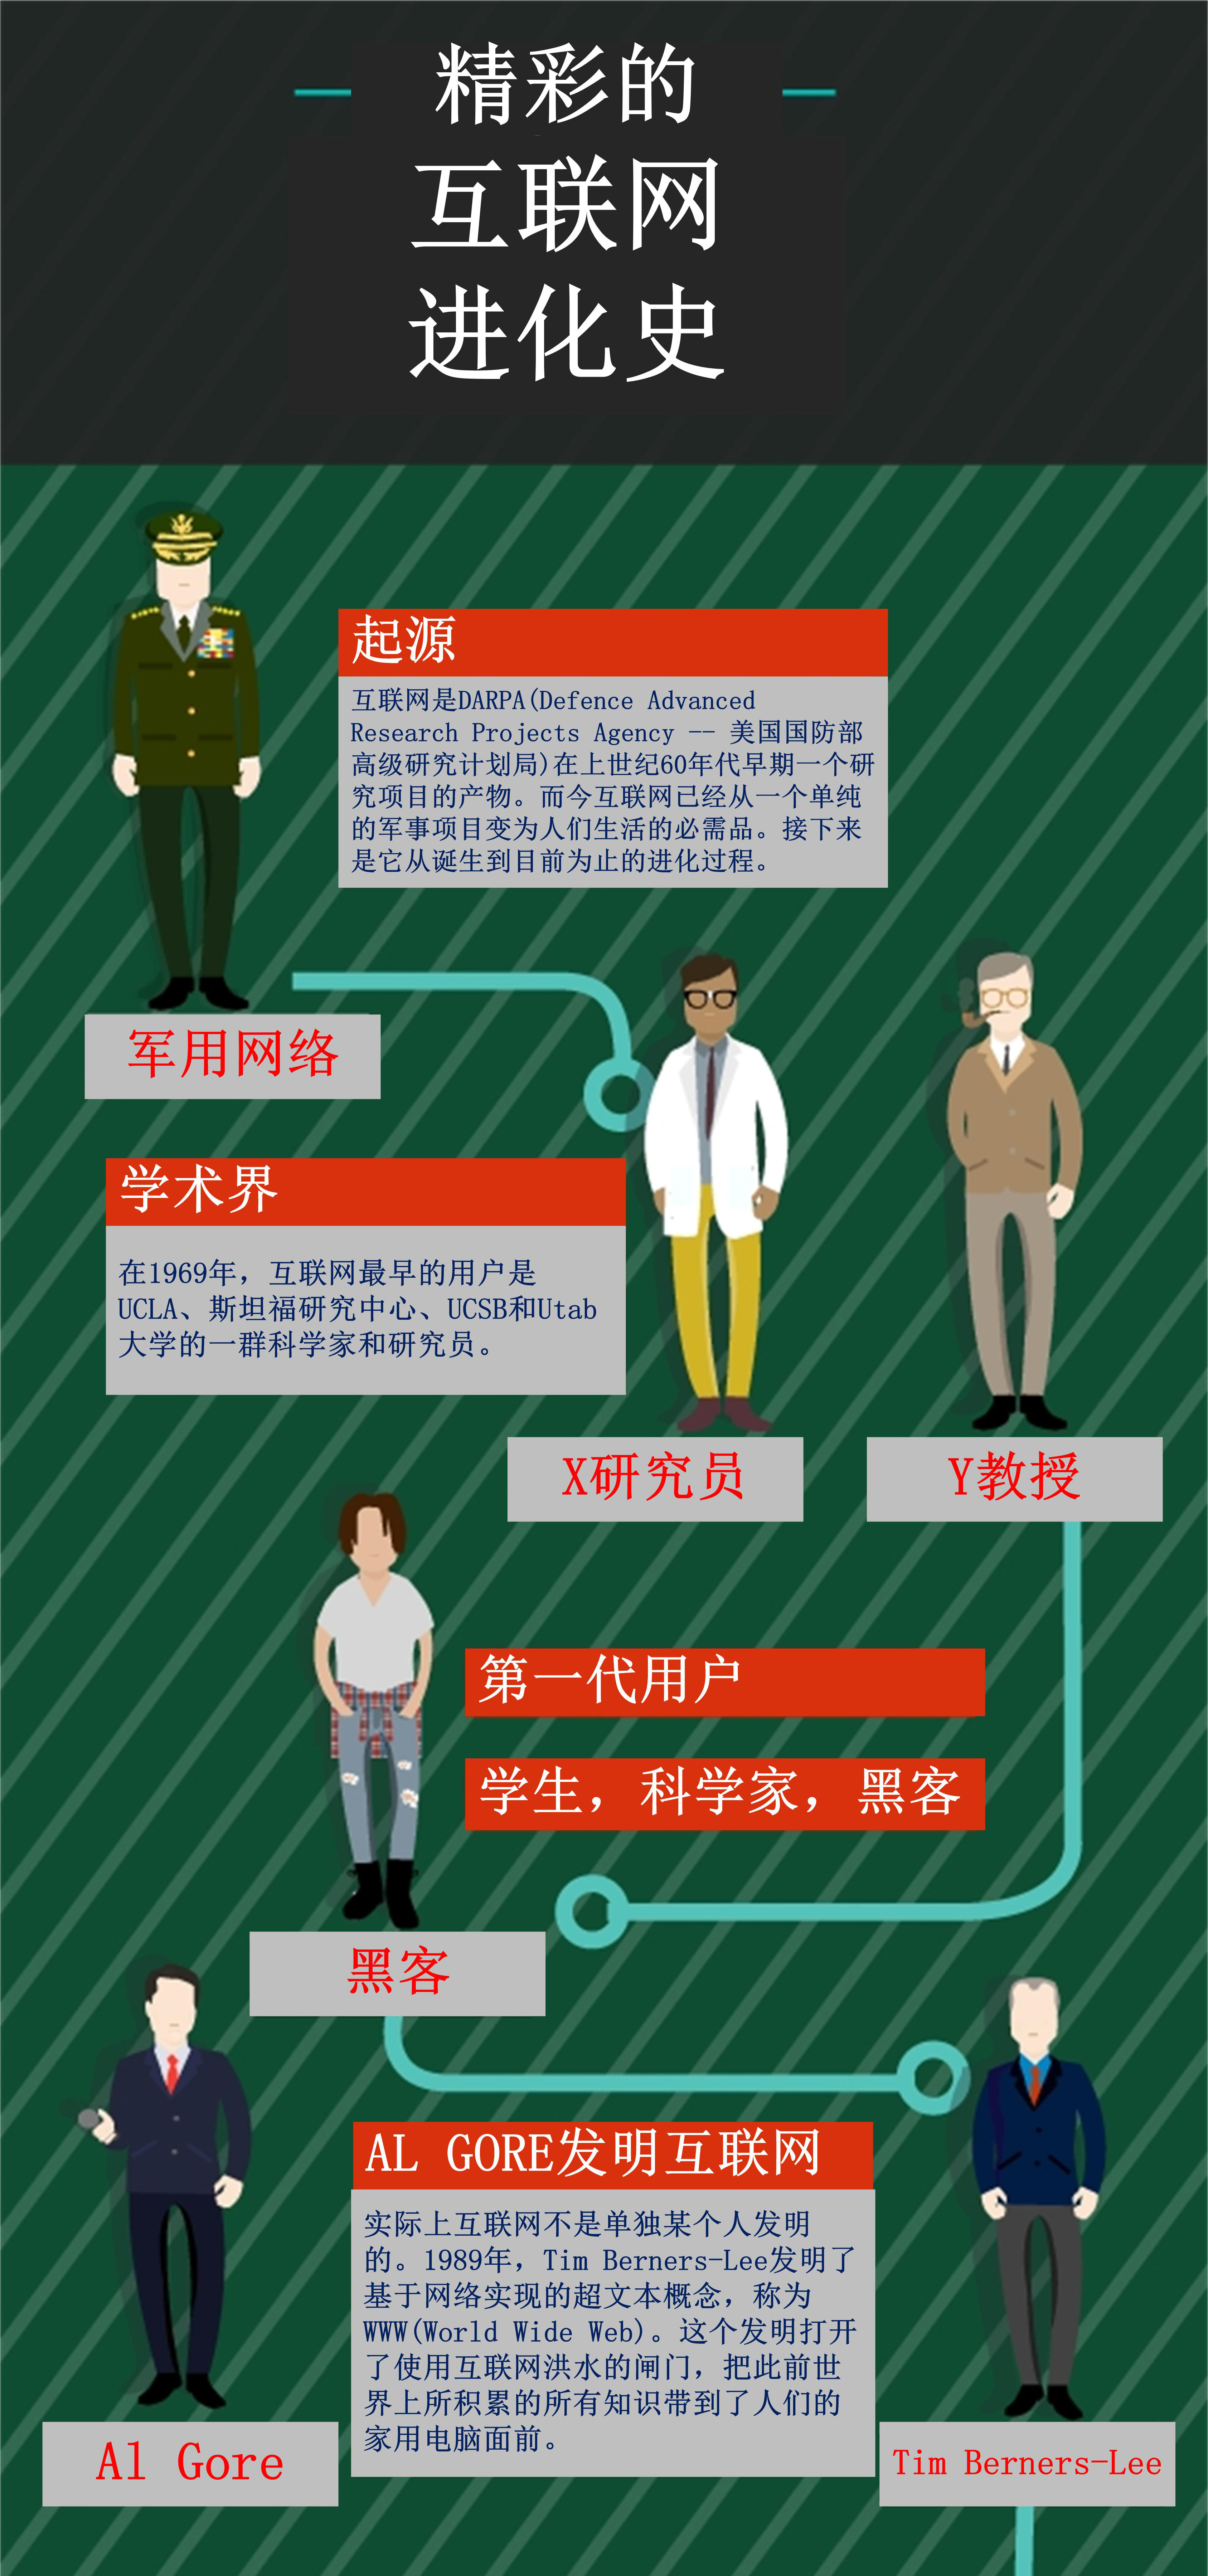 精彩的
互联网
进化史
起源
互联网是DARPA(Defence Advanced
Research Projects Agency -- 美国国防部
高级研究计划局)在上世纪60年代早期一个研
究项目的产物。而今互联网已经从一个单纯
的军事项目变为人们生活的必需品。接下来
是它从诞生到目前为止的进化过程。
军用网络
学术界
在1969年，互联网最早的用户是
UCLA、斯坦福研究中心、UCSB和Utab
大学的一群科学家和研究员。
X研究员
Y教授
第一代用户
学生，科学家，黑客
黑客
AL GORE发明互联网
实际上互联网不是单独某个人发明
的。1989年，Tim Berners-Lee发明了
基于网络实现的超文本概念，称为
WWW(World Wide Web)。这个发明打开
了使用互联网洪水的闸门，把此前世
界上所积累的所有知识带到了人们的
家用电脑面前。
Al Gore
Tim Berners-Lee